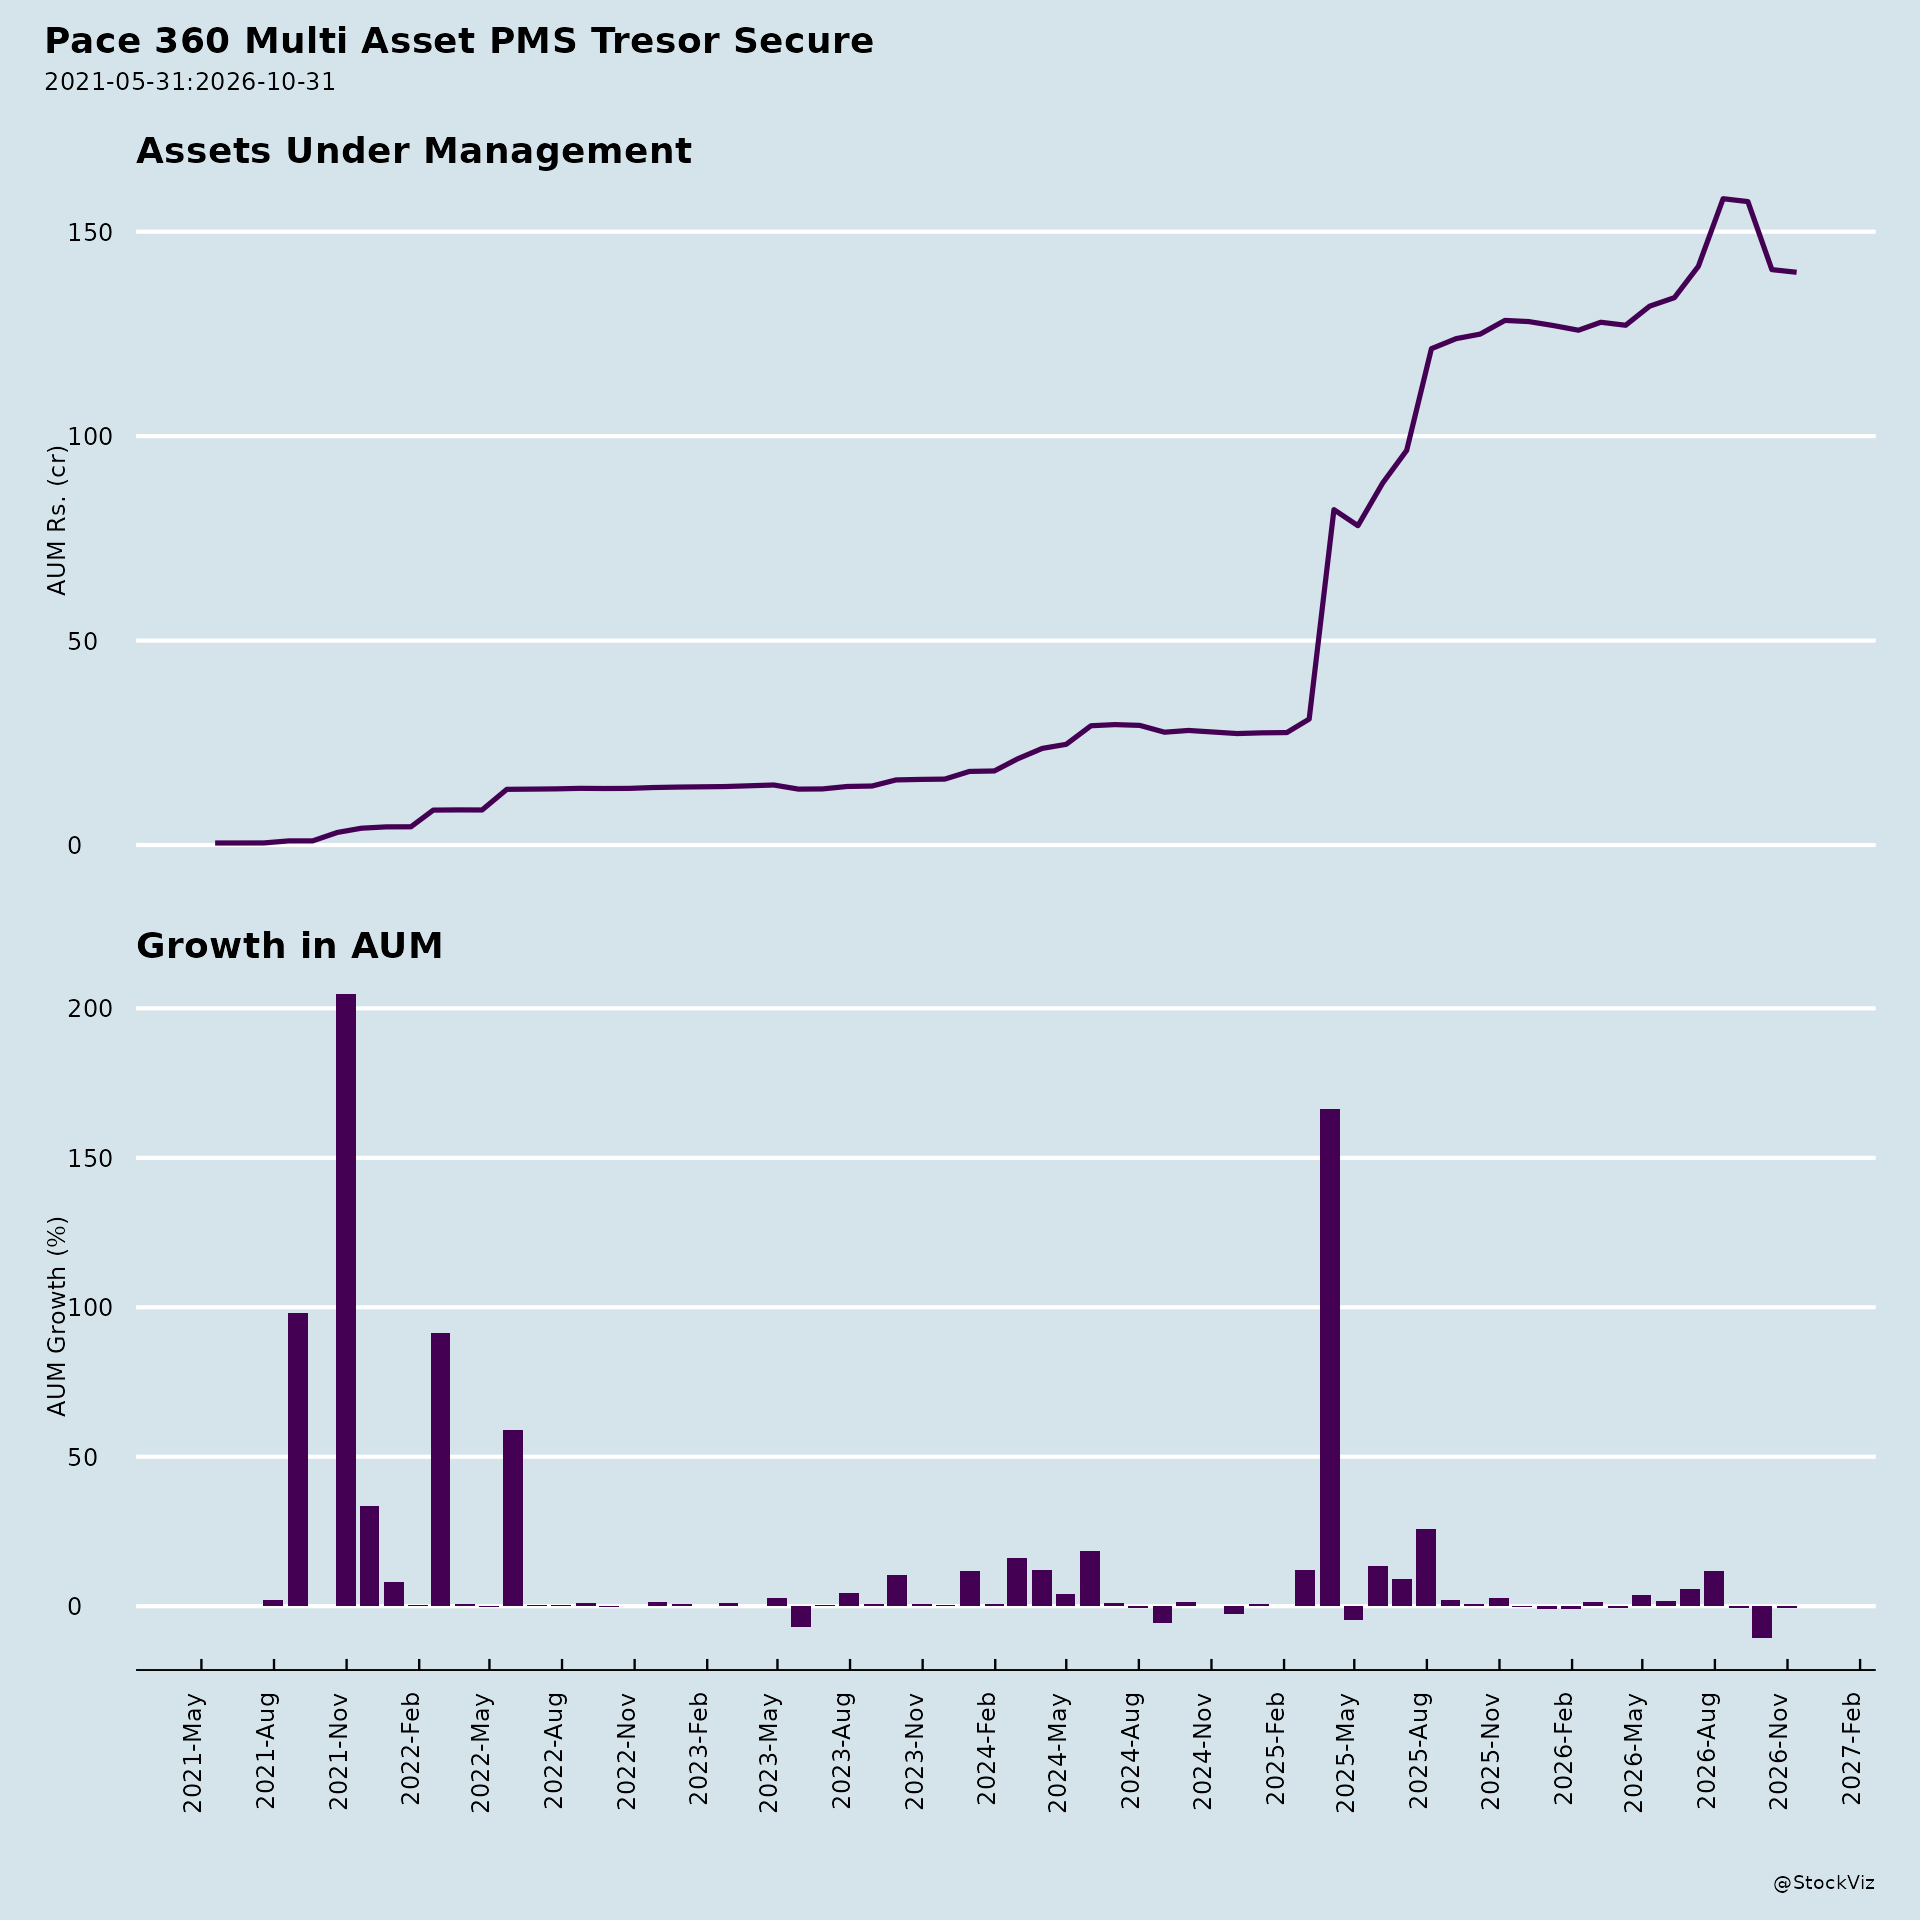 Pace 360 Multi Asset PMS Tresor Secure
2021-05-31:2026-10-31
Assets Under Management
AUM Rs. (cr)
150
100
50
0
Growth in AUM
AUM Growth (%)
200
150
100
50
0
2021-May
2021-Aug
2021-Nov
2022-Feb
2022-May
2022-Aug
2022-Nov
2023-Feb
2023-May
2023-Aug
2023-Nov
2024-Feb
2024-May
2024-Aug
2024-Nov
2025-Feb
2025-May
2025-Aug
2025-Nov
2026-Feb
2026-May
2026-Aug
2026-Nov
2027-Feb
@StockViz